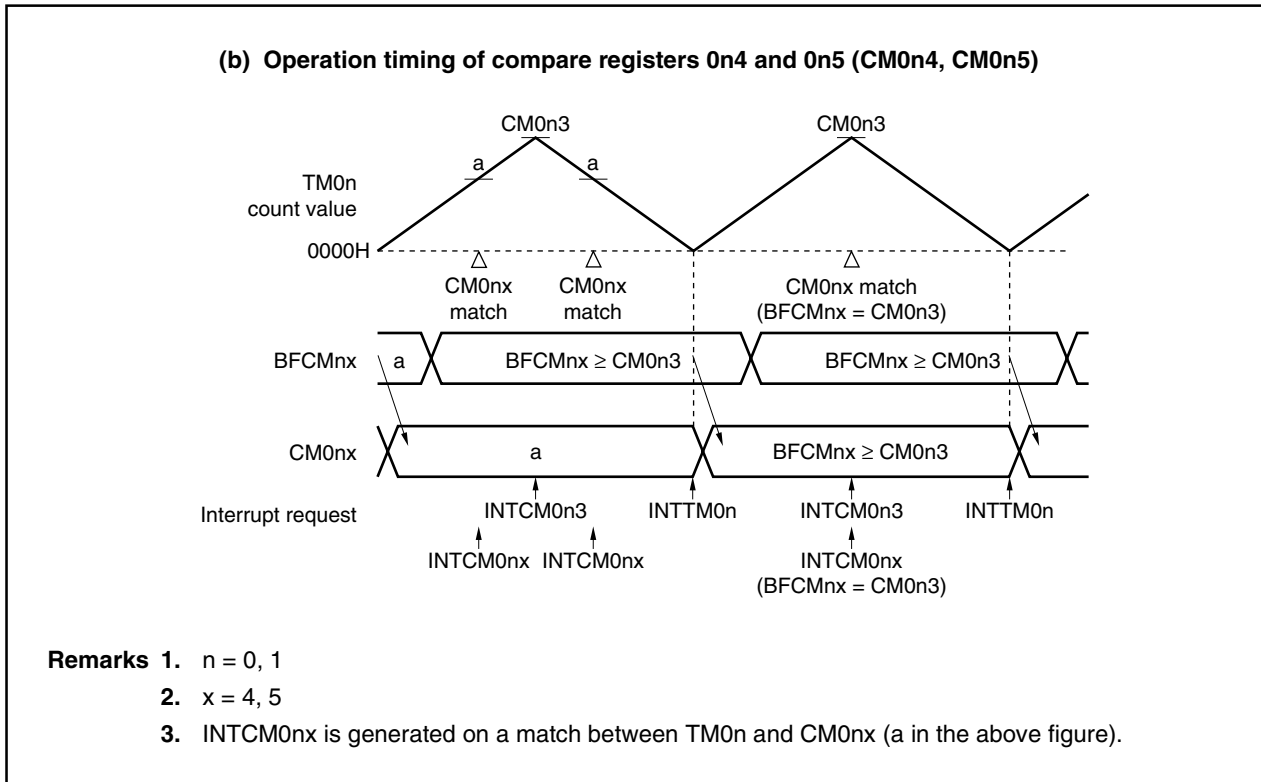 (b) Operation timing of compare registers 0n4 and 0n5 (CM0n4, CM0n5)
CM0n3
CM0n3
a
a
TM0n
count value
0000H
CM0nx
match
CM0nx
match
CM0nx match
(BFCMnx = CM0n3)
BFCMnx
a
BFCMnx ≥ CM0n3
BFCMnx ≥ CM0n3
CM0nx
a
BFCMnx ≥ CM0n3
Interrupt request
INTCM0n3
INTTM0n
INTCM0n3
INTTM0n
INTCM0nx
INTCM0nx
INTCM0nx
(BFCMnx = CM0n3)
Remarks 1. n = 0, 1
2. x = 4, 5
3. INTCM0nx is generated on a match between TM0n and CM0nx (a in the above figure).